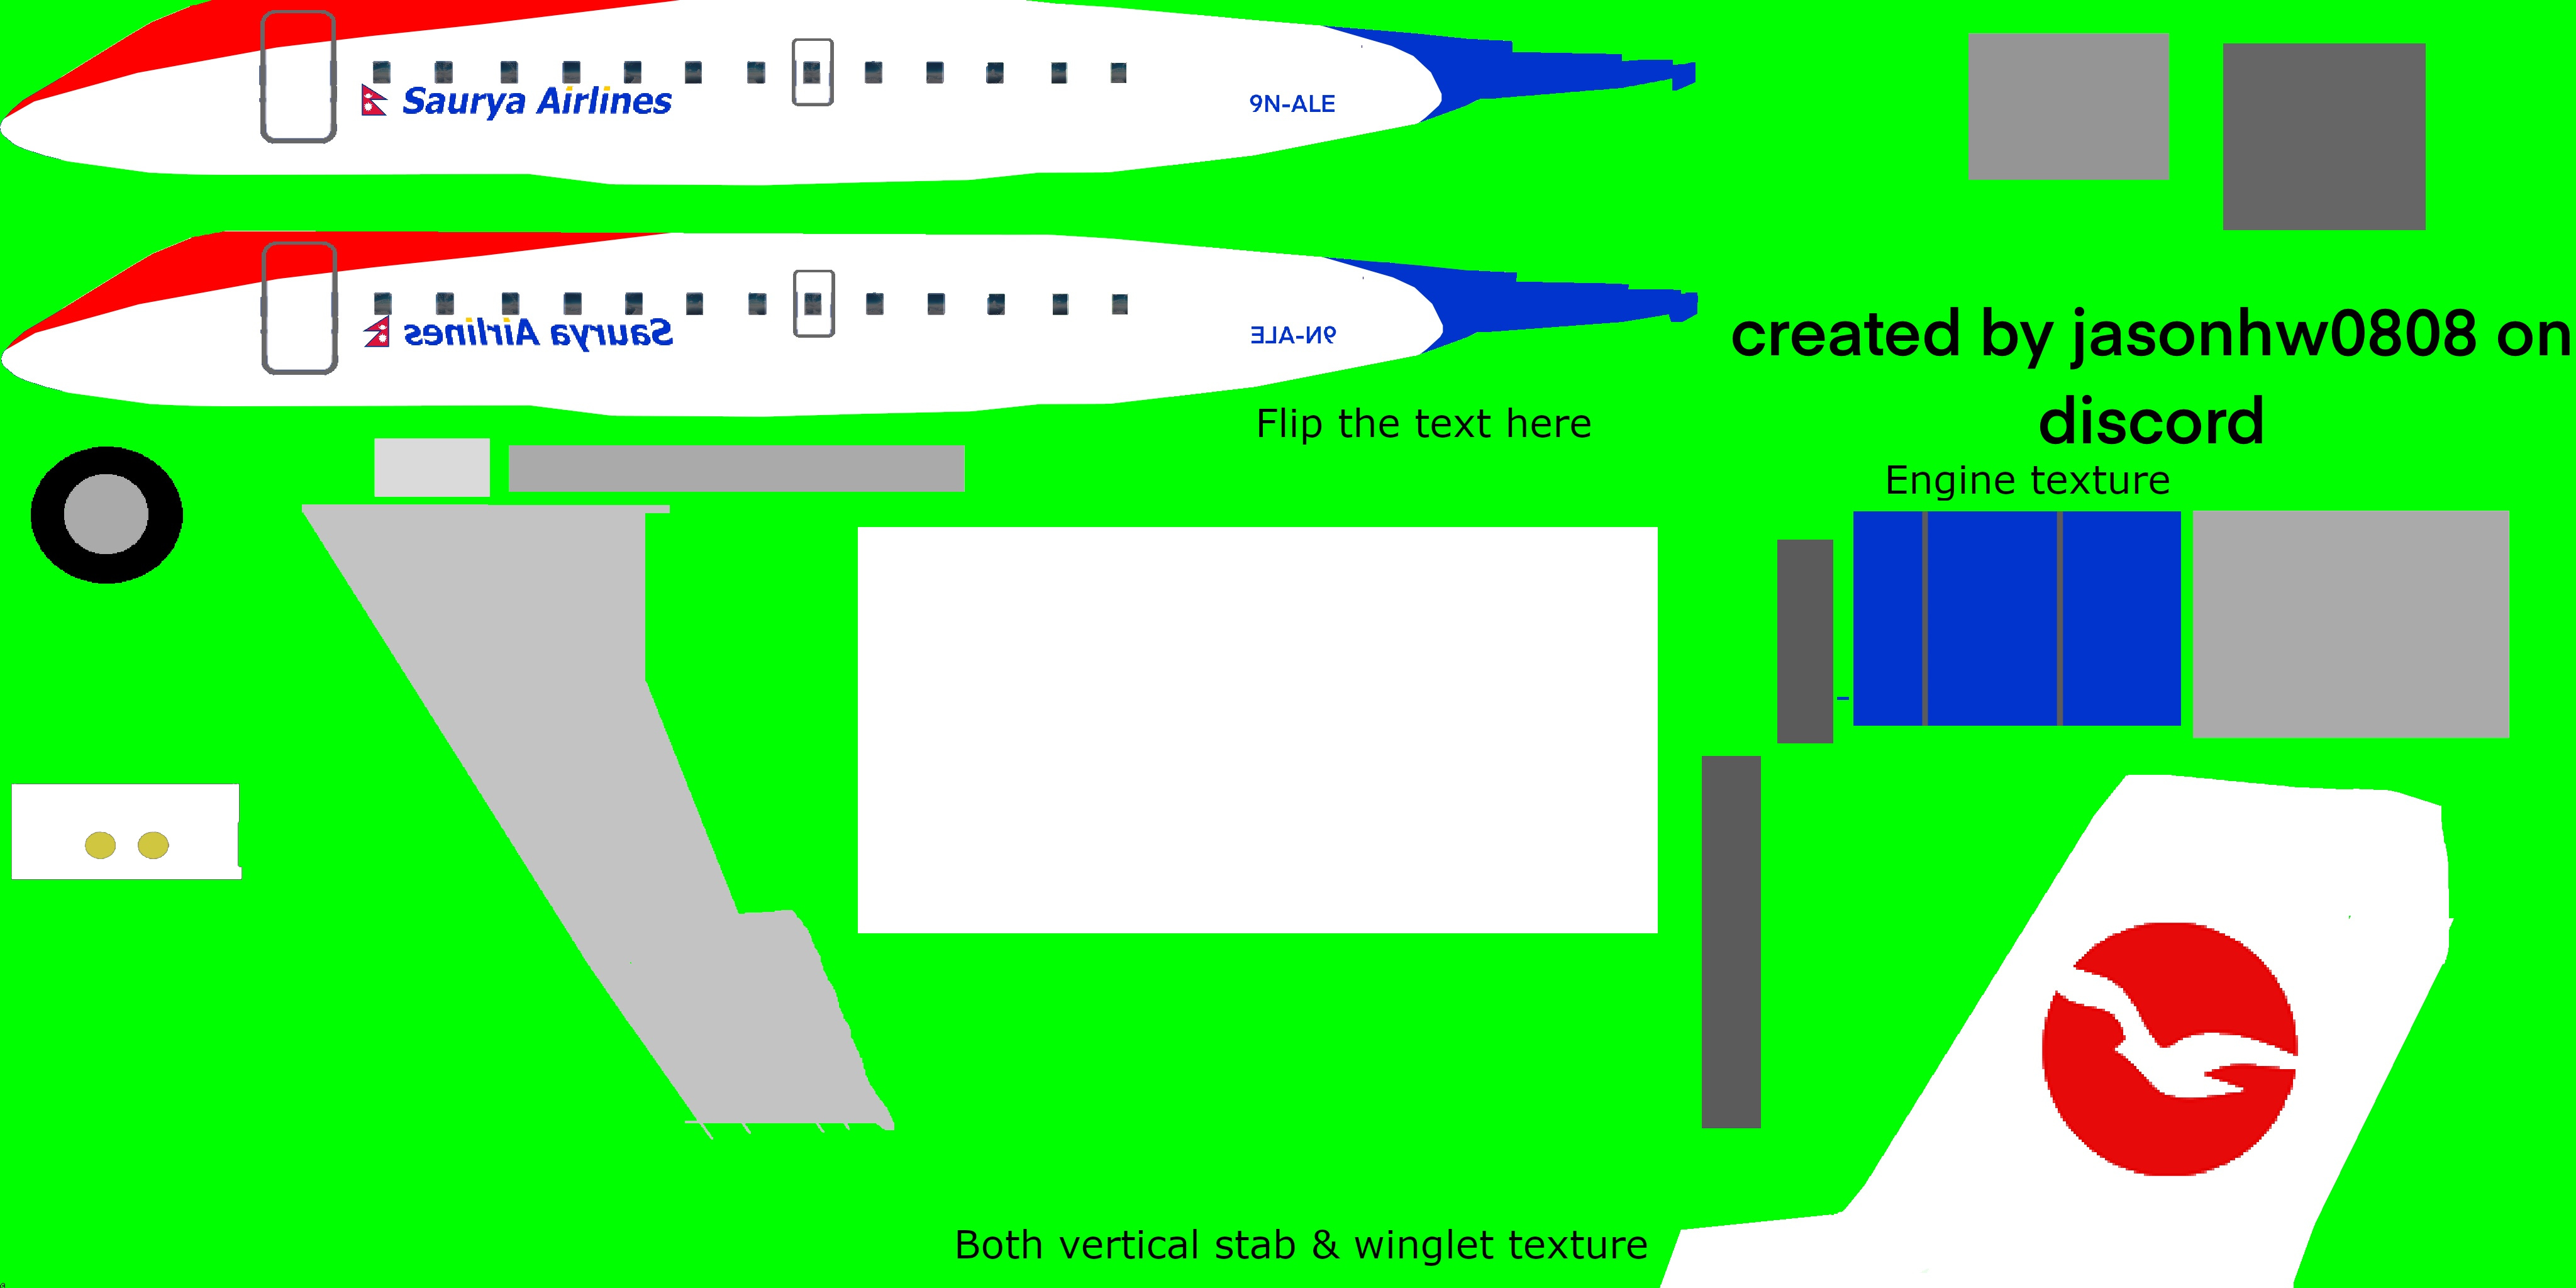 Saurya Airlines
9N-ALE
Saurya Airlines
9N-ALE
created by jasonhw0808 on
discord
Flip the text here
Engine texture
Both vertical stab & winglet texture